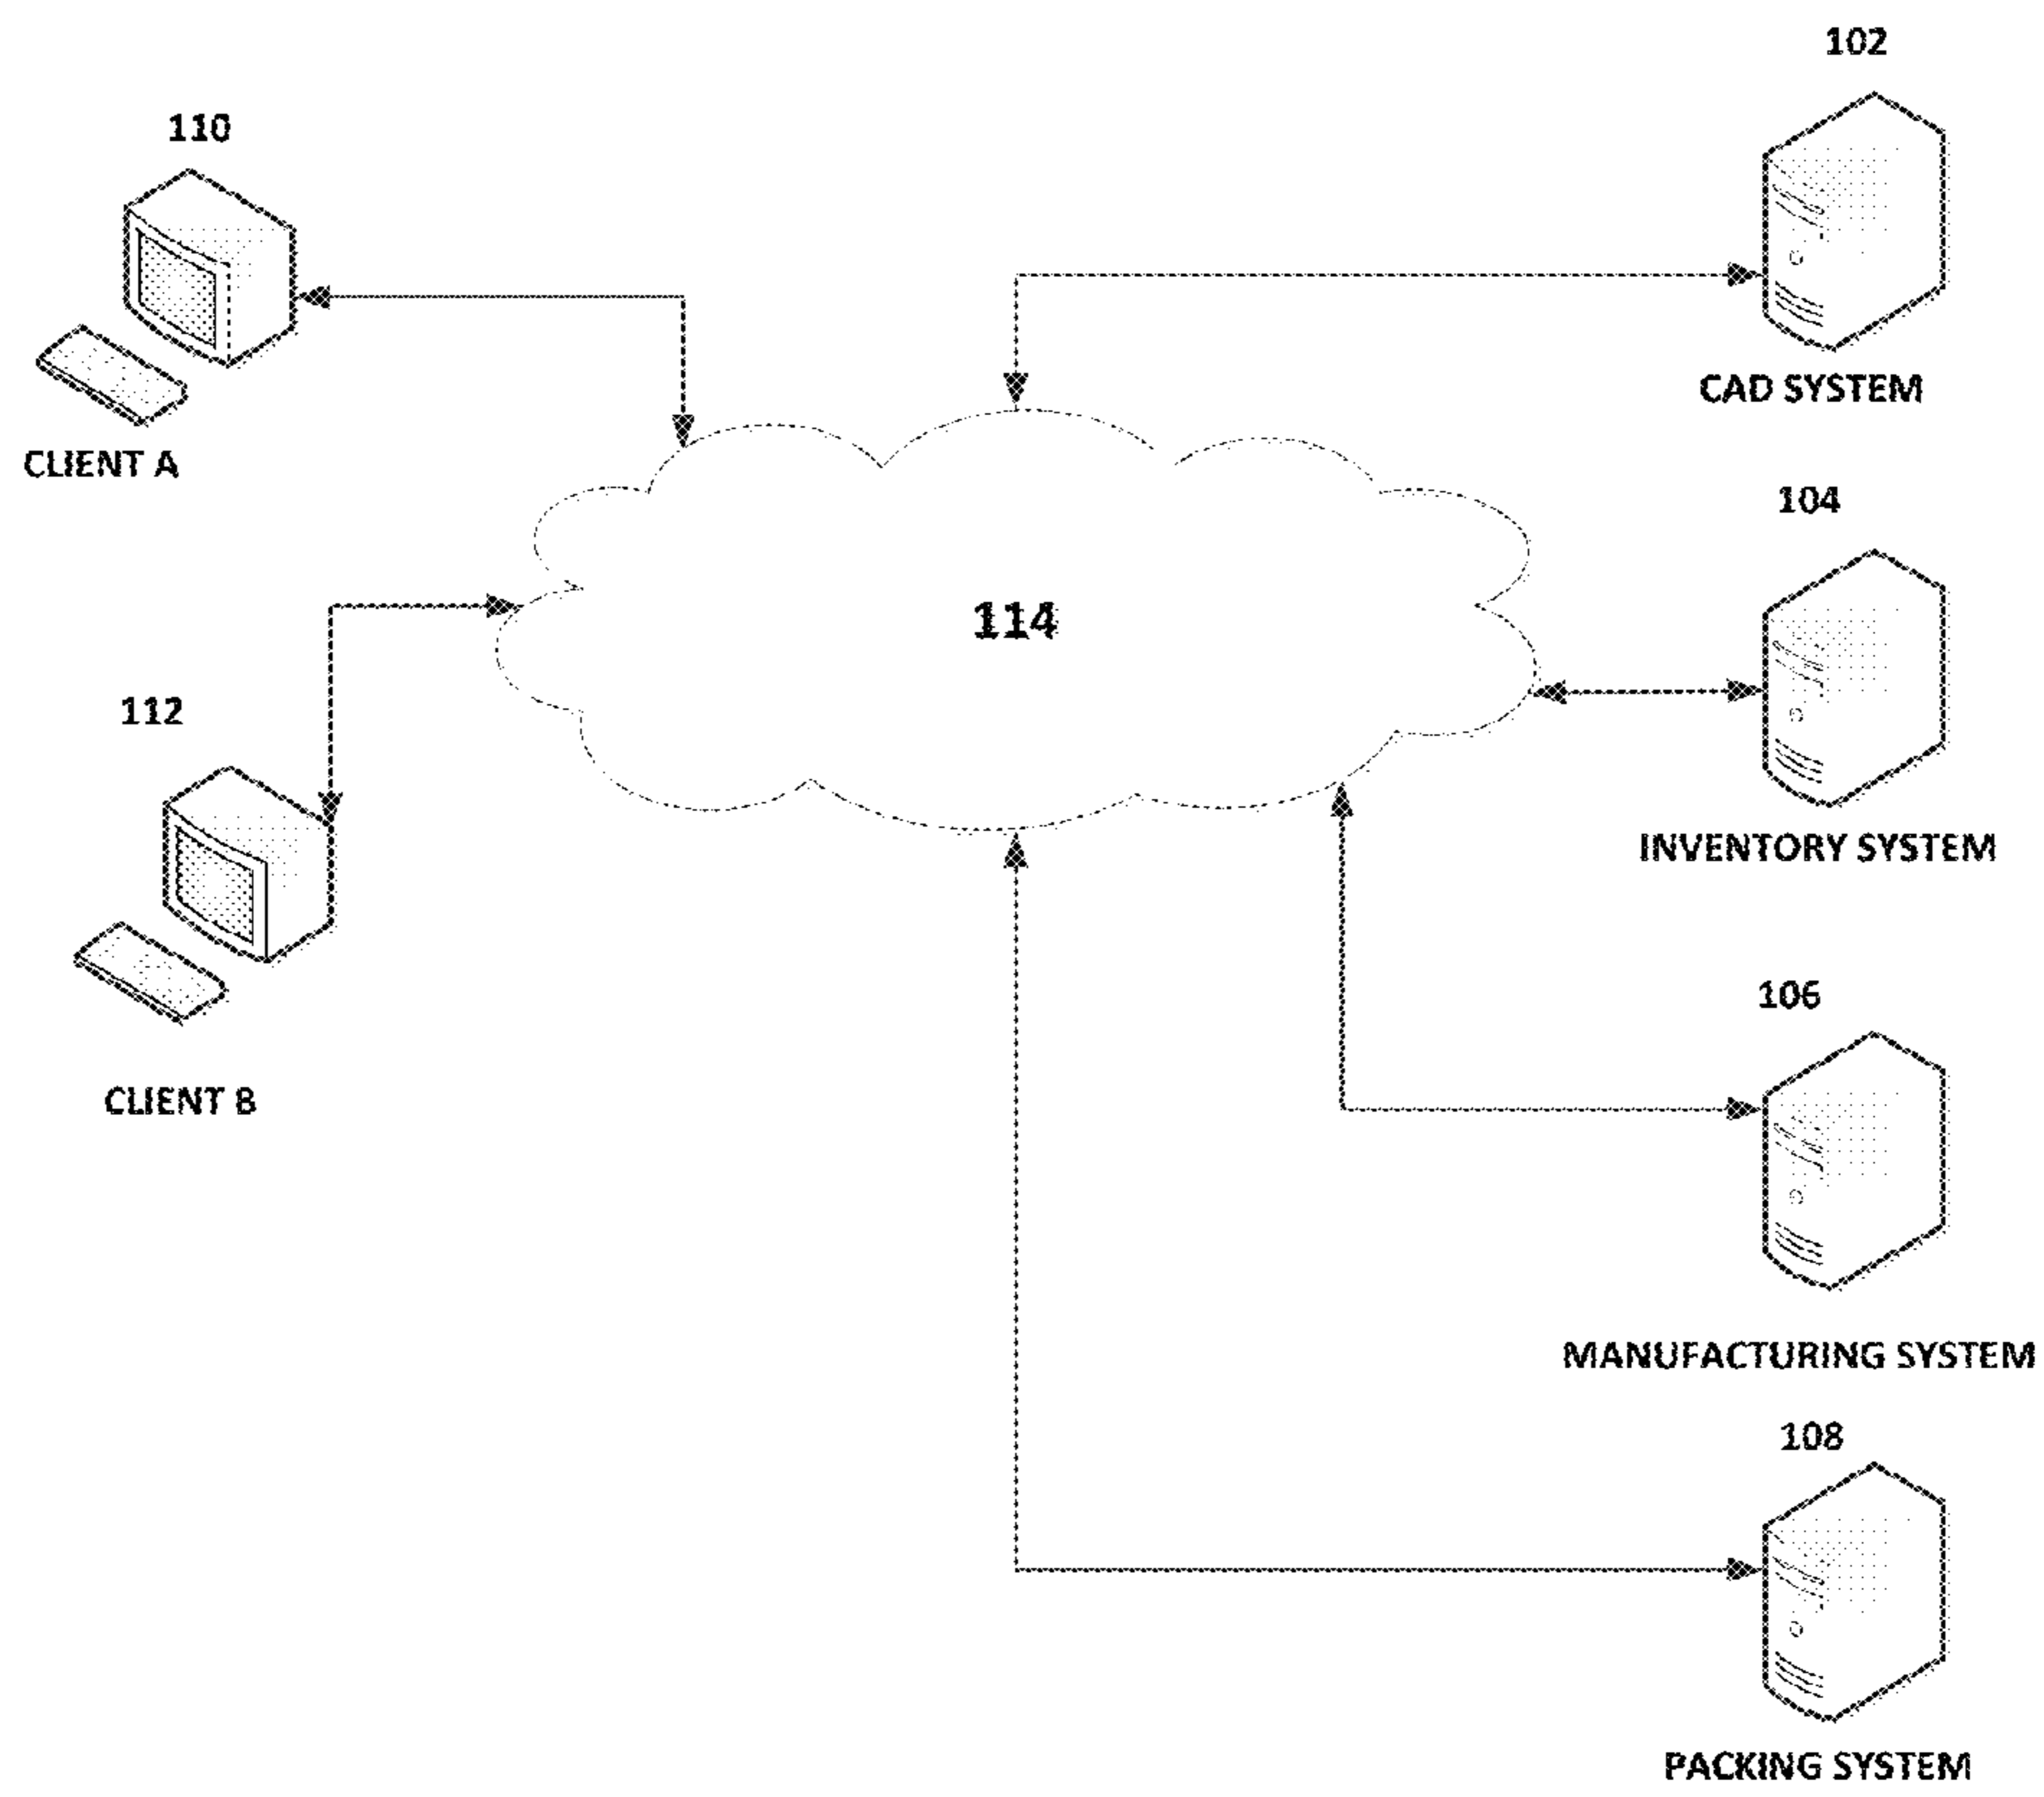 102
110
CAD SYSTEM
CLIENT A
104
114
112
INVENTORY SYSTEM
106
CLIENT B
MANUFACTURING SYSTEM
108
PACKING SYSTEM